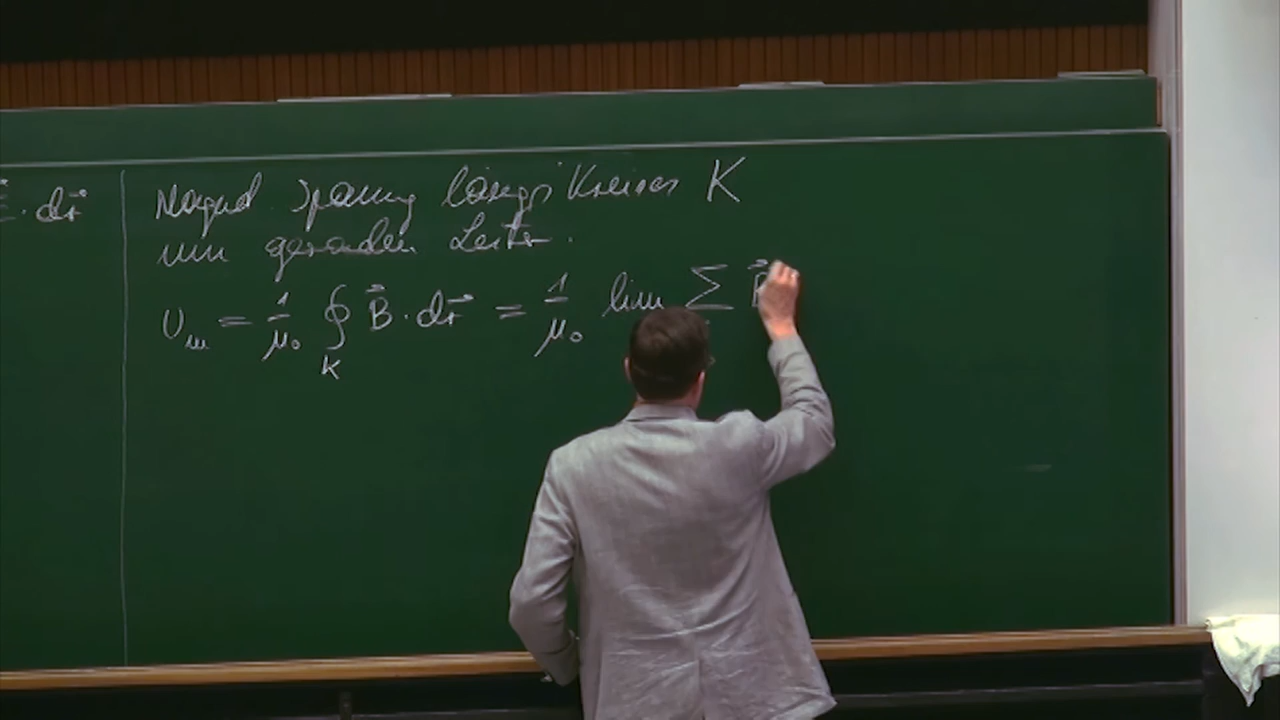 · dr⃗
Magnet. Spannung längs Kreises K
um geraden Leiter.
U_m = 1/μ₀ ∮_K B⃗ · dr⃗ = 1/μ₀ lim Σ B⃗